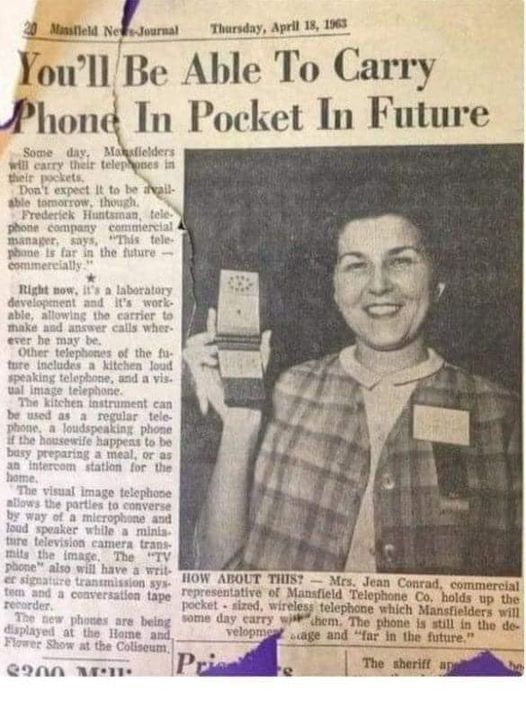 20 Mansfield News-Journal Thursday, April 18, 1963
You'll Be Able To Carry
Phone In Pocket In Future
Some day, Mansfielders
will carry their telephones in
their pockets.
Don't expect it to be avail-
able tomorrow, though.
Frederick Huntsman, tele-
phone company commercial
manager, says, "This tele-
phone is far in the future —
commercially."
★
Right now, it's a laboratory
development and it's work-
able, allowing the carrier to
make and answer calls wher-
ever he may be.
Other telephones of the fu-
ture includes a kitchen loud
speaking telephone, and a vis-
ual image telephone.
The kitchen instrument can
be used as a regular tele-
phone, a loudspeaking phone
if the housewife happens to be
busy preparing a meal, or as
an intercom station for the
home.
The visual image telephone
allows the parties to converse
by way of a microphone and
loud speaker while a minia-
ture television camera trans-
mits the image. The "TV
phone" also will have a writ-
er signature transmission sys-
tem and a conversation tape
recorder.
The new phones are being
displayed at the Home and
Flower Show at the Coliseum.
HOW ABOUT THIS? — Mrs. Jean Conrad, commercial
representative of Mansfield Telephone Co. holds up the
pocket - sized, wireless telephone which Mansfielders will
some day carry with them. The phone is still in the de-
velopment stage and "far in the future."
$200
The sheriff